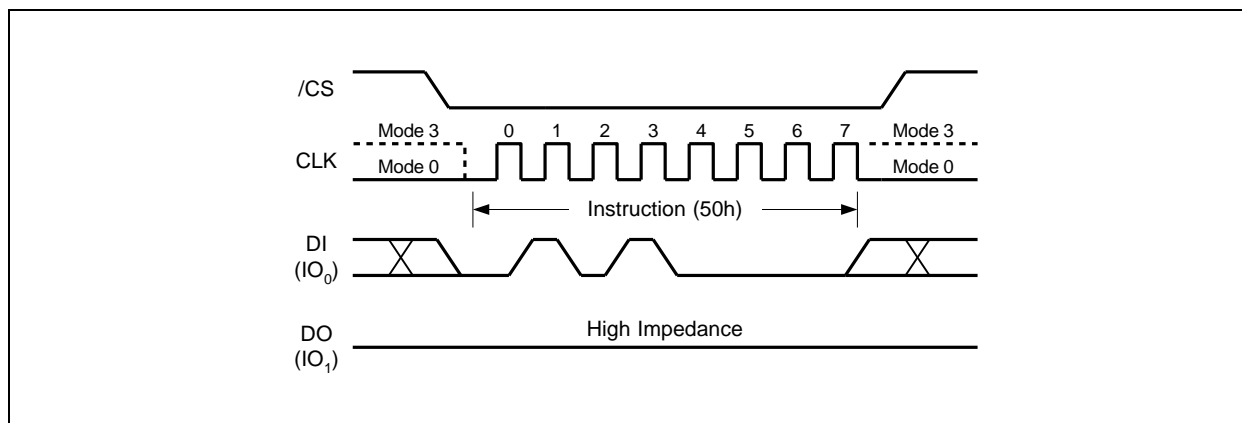 /CS
Mode 3 0 1 2 3 4 5 6 7 Mode 3
CLK
Mode 0 Mode 0
Instruction (50h)
DI
(IO₀)
High Impedance
DO
(IO₁)